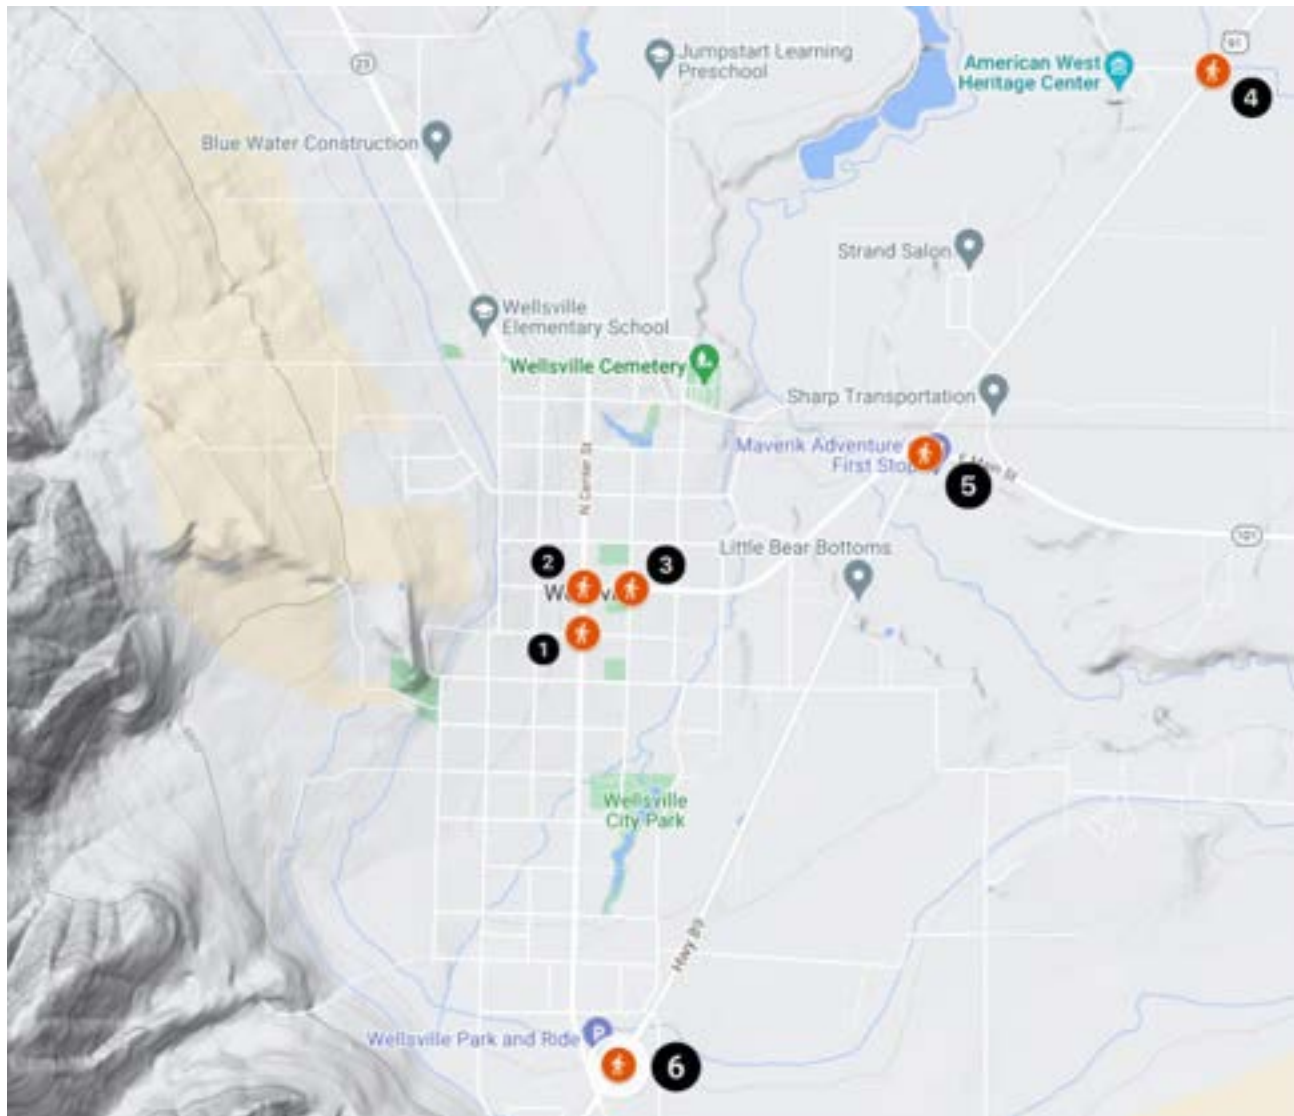 23
Jumpstart Learning
Preschool
American West
Heritage Center
91
4
Blue Water Construction
Strand Salon
Wellsville
Elementary School
Wellsville Cemetery
Sharp Transportation
Maverik Adventure
First Stop
E Main St
5
101
N Center St
Little Bear Bottoms
2
3
1
Wellsville
City Park
Hwy 89
Wellsville Park and Ride
P
6